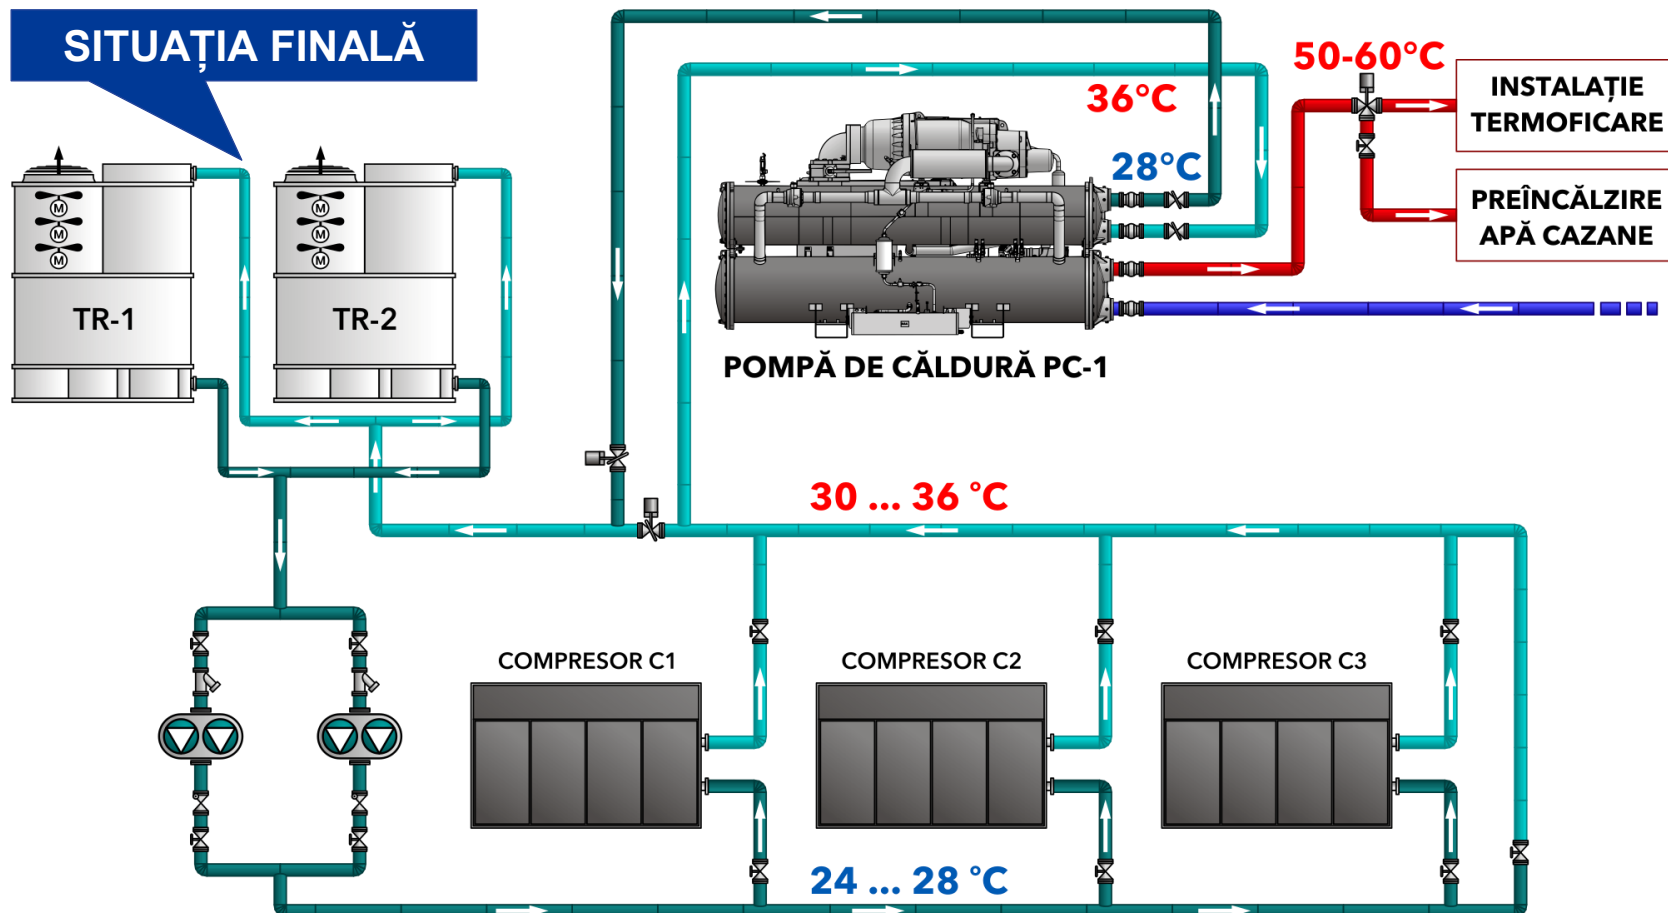 SITUAȚIA FINALĂ
50-60°C
36°C
28°C
INSTALAȚIE
TERMOFICARE
PREÎNCĂLZIRE
APĂ CAZANE
M
M
M
M
M
M
TR-1
TR-2
POMPĂ DE CĂLDURĂ PC-1
30 ... 36 °C
COMPRESOR C1
COMPRESOR C2
COMPRESOR C3
24 ... 28 °C